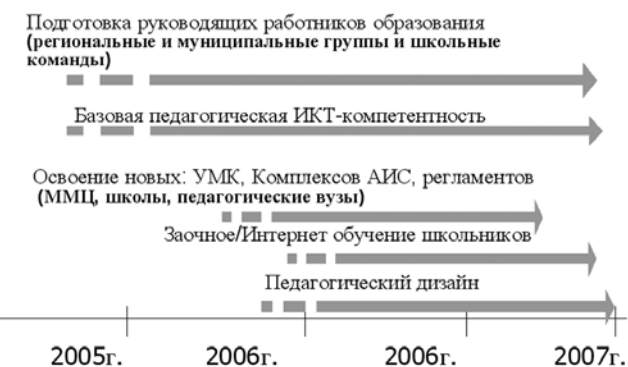 Подготовка руководящих работников образования
(региональные и муниципальные группы и школьные
команды)
Базовая педагогическая ИКТ-компетентность
Освоение новых: УМК, Комплексов АИС, регламентов
(ММЦ, школы, педагогические вузы)
Заочное/Интернет обучение школьников
Педагогический дизайн
2005г. 2006г. 2006г. 2007г.